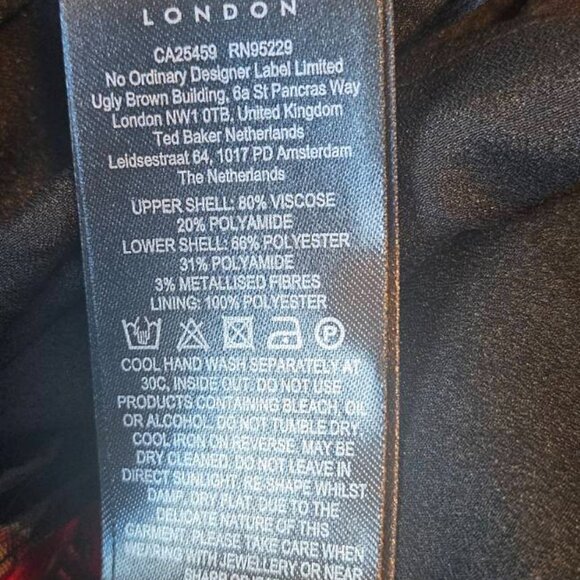 LONDON
CA25459 RN95229
No Ordinary Designer Label Limited
Ugly Brown Building, 6a St Pancras Way
London NW1 0TB, United Kingdom
Ted Baker Netherlands
Leidsestraat 64, 1017 PD Amsterdam
The Netherlands
UPPER SHELL: 80% VISCOSE
20% POLYAMIDE
LOWER SHELL: 66% POLYESTER
31% POLYAMIDE
3% METALLISED FIBRES
LINING: 100% POLYESTER
P
COOL HAND WASH SEPARATELY AT
30C, INSIDE OUT. DO NOT USE
PRODUCTS CONTAINING BLEACH, OIL
OR ALCOHOL. DO NOT TUMBLE DRY.
COOL IRON ON REVERSE. MAY BE
DRY CLEANED. DO NOT LEAVE IN
DIRECT SUNLIGHT. RE-SHAPE WHILST
DAMP, DRY FLAT. DUE TO THE
DELICATE NATURE OF THIS
GARMENT, PLEASE TAKE CARE WHEN
WEARING WITH JEWELLERY OR NEAR
SHARP